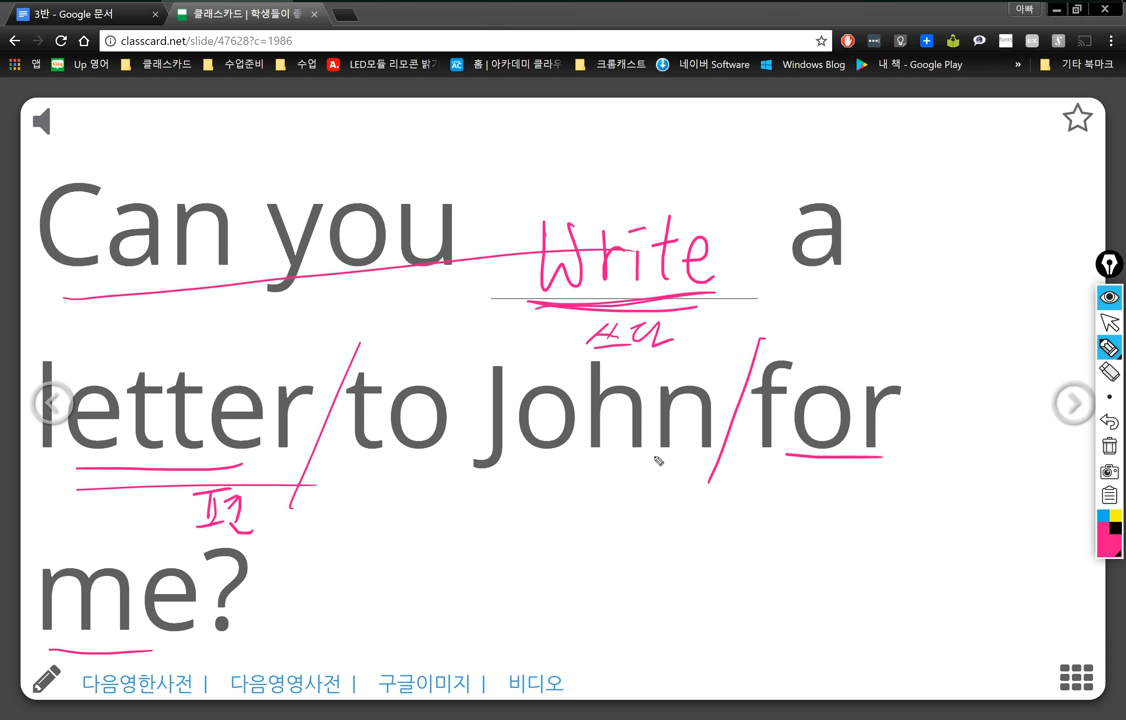 3반 - Google 문서
클래스카드 | 학생들이 즐
아빠
classcard.net/slide/47628?c=1986
앱 Up 영어 클래스카드 수업준비 수업 LED모듈 리모콘 밝기 홈 | 아카데미 클라우 크롬캐스트 네이버 Software Windows Blog 내 책 - Google Play » 기타 북마크
Can you Write a
쓰다
letter / to John / for
편
me?
다음영한사전 | 다음영영사전 | 구글이미지 | 비디오